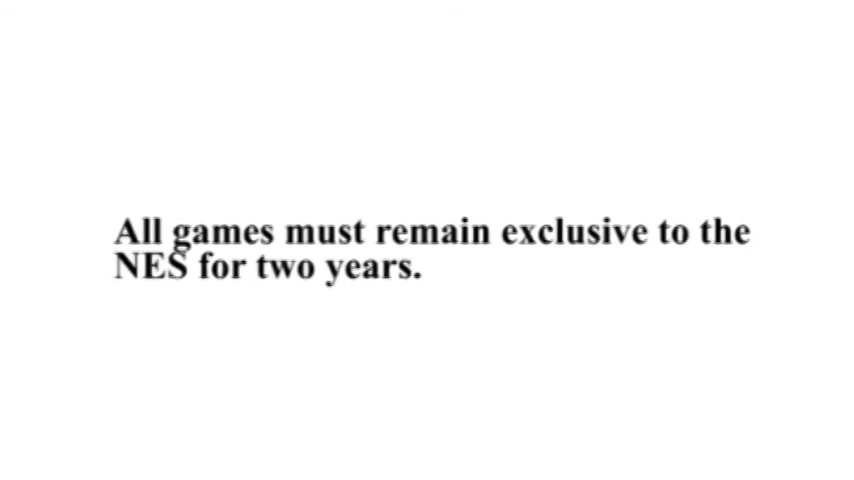 All games must remain exclusive to the
NES for two years.